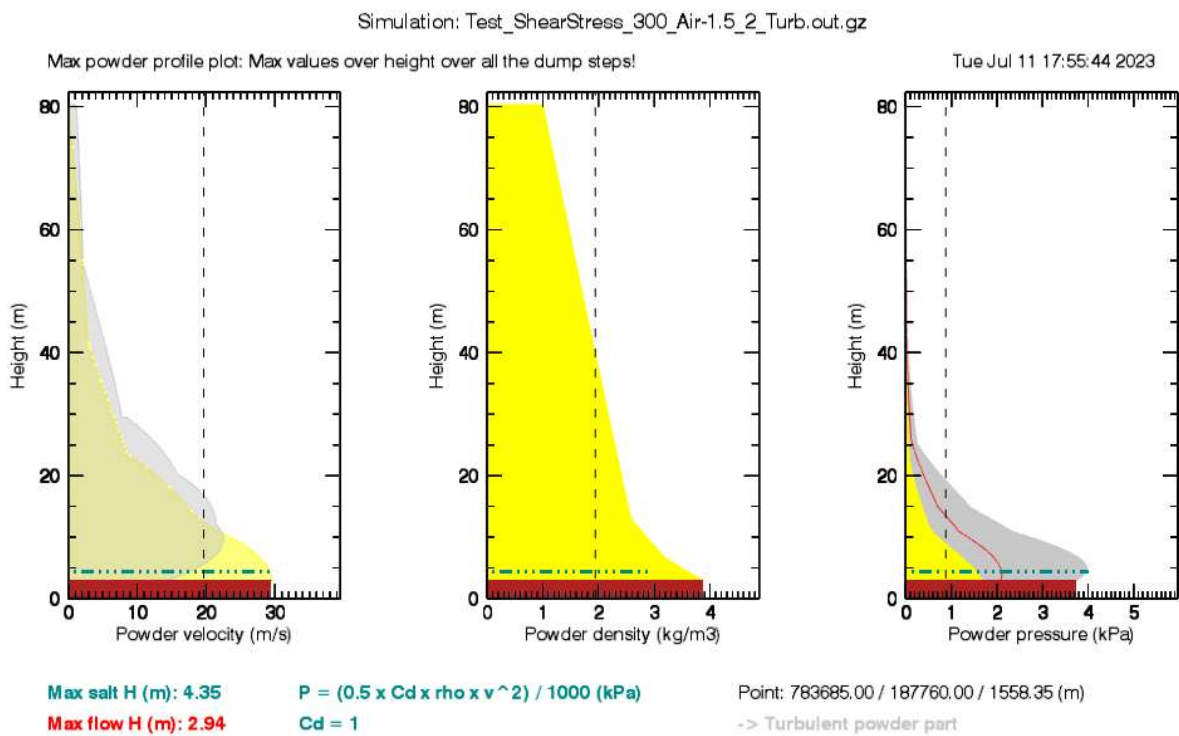 Simulation: Test_ShearStress_300_Air-1.5_2_Turb.out.gz
Max powder profile plot: Max values over height over all the dump steps!
Tue Jul 11 17:55:44 2023
80
60
40
20
0
Height (m)
0 10 20 30
Powder velocity (m/s)
80
60
40
20
0
Height (m)
0 1 2 3 4
Powder density (kg/m3)
80
60
40
20
0
Height (m)
0 1 2 3 4 5
Powder pressure (kPa)
Max salt H (m): 4.35
P = (0.5 x Cd x rho x v^2) / 1000 (kPa)
Point: 783685.00 / 187760.00 / 1558.35 (m)
Max flow H (m): 2.94
Cd = 1
-> Turbulent powder part